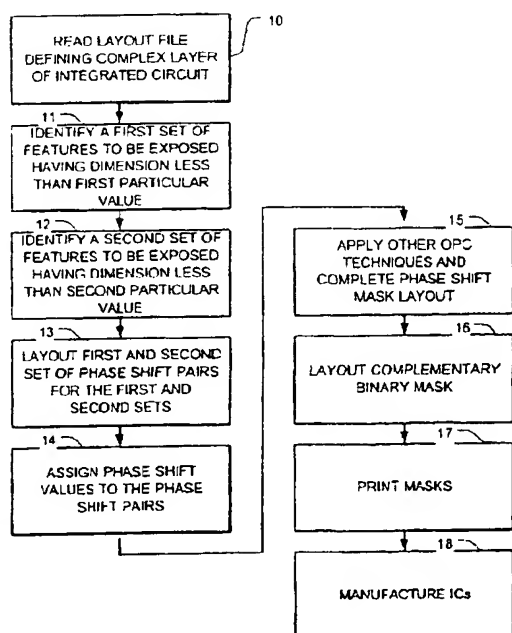 10
READ LAYOUT FILE
DEFINING COMPLEX LAYER
OF INTEGRATED CIRCUIT
11
IDENTIFY A FIRST SET OF
FEATURES TO BE EXPOSED
HAVING DIMENSION LESS
THAN FIRST PARTICULAR
VALUE
12
IDENTIFY A SECOND SET OF
FEATURES TO BE EXPOSED
HAVING DIMENSION LESS
THAN SECOND PARTICULAR
VALUE
13
LAYOUT FIRST AND SECOND
SET OF PHASE SHIFT PAIRS
FOR THE FIRST AND
SECOND SETS
14
ASSIGN PHASE SHIFT
VALUES TO THE PHASE
SHIFT PAIRS
15
APPLY OTHER OPC
TECHNIQUES AND
COMPLETE PHASE SHIFT
MASK LAYOUT
16
LAYOUT COMPLEMENTARY
BINARY MASK
17
PRINT MASKS
18
MANUFACTURE ICs